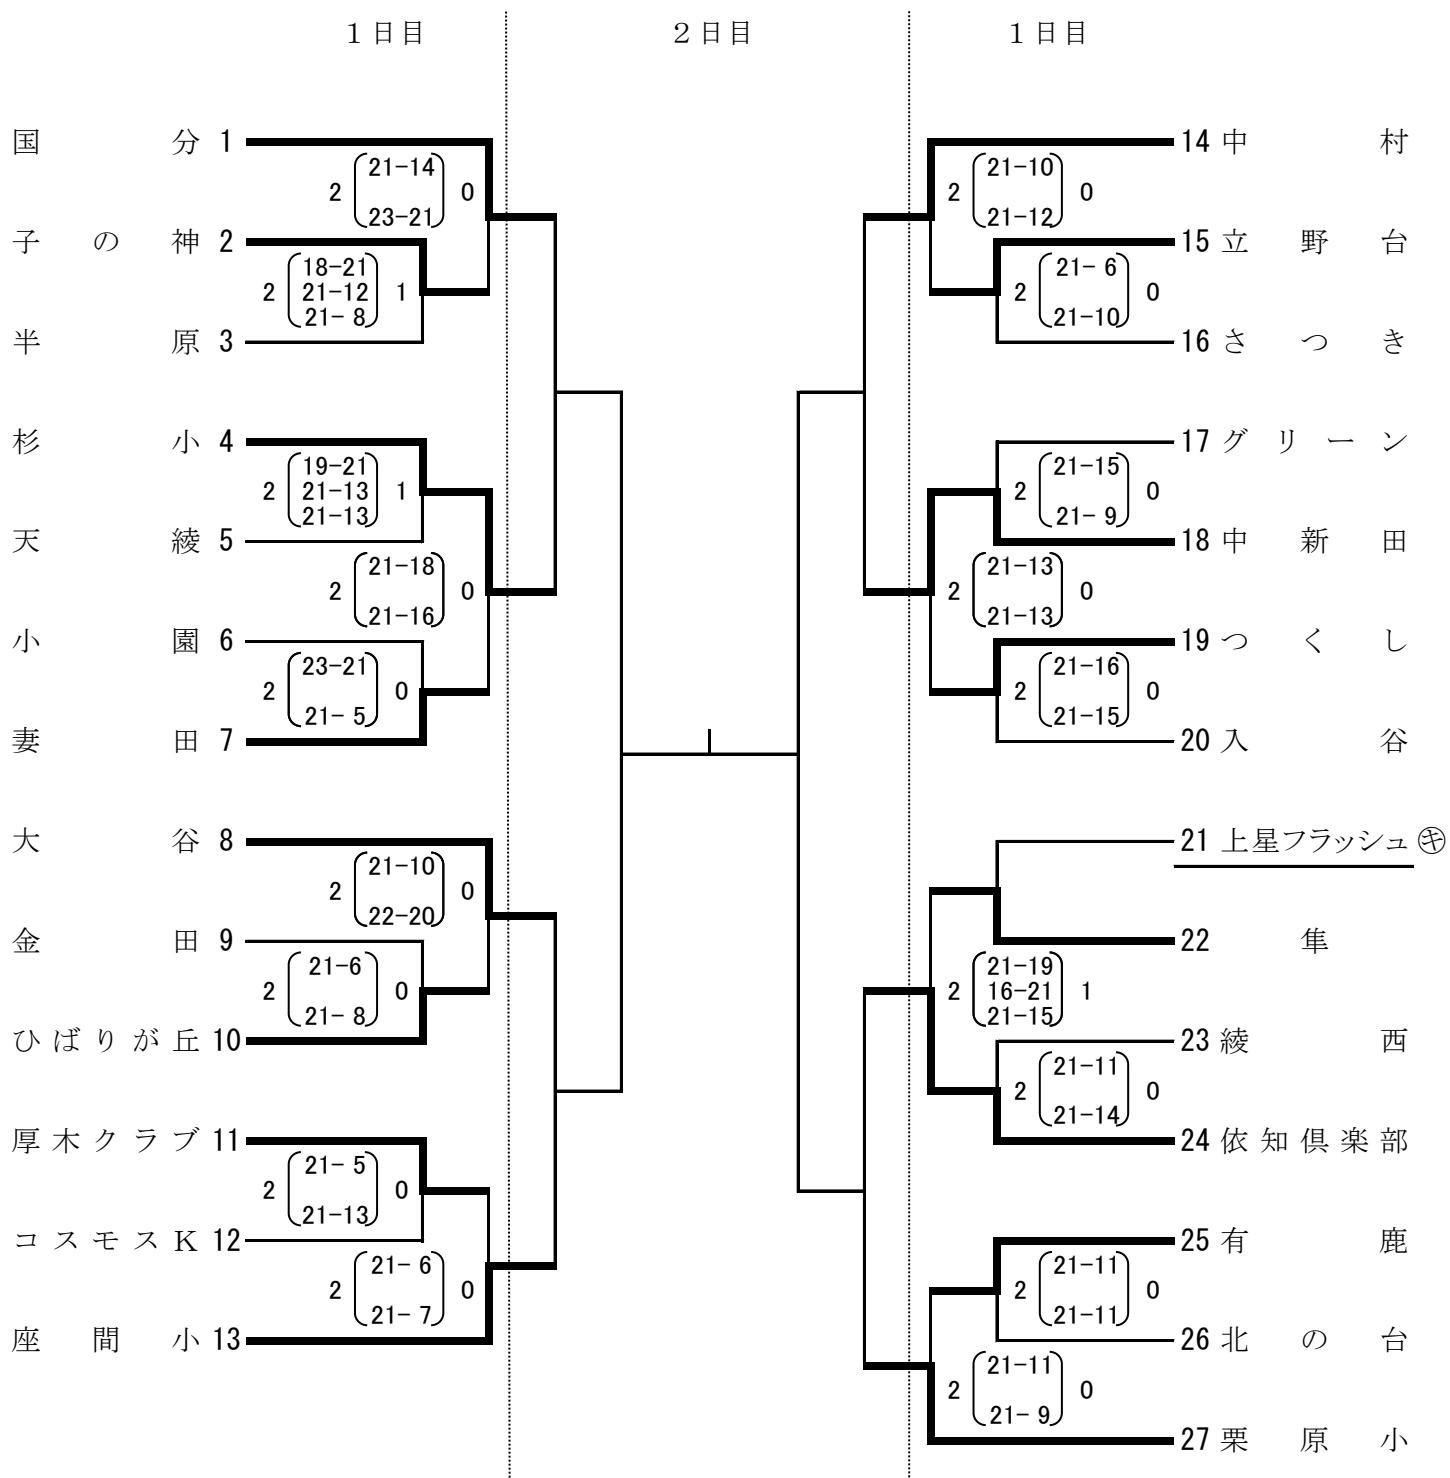 1日目 2日目 1日目
国分 1
21-14
2 0
23-21
子の神 2
18-21
2 21-12 1
21- 8
半原 3
杉小 4
19-21
2 21-13 1
21-13
天綾 5
21-18
2 0
21-16
小園 6
23-21
2 0
21- 5
妻田 7
大谷 8
21-10
2 0
22-20
金田 9
21-6
2 0
21- 8
ひばりが丘 10
厚木クラブ 11
21- 5
2 0
21-13
コスモスK 12
21- 6
2 0
21- 7
座間小 13
14 中村
21-10
2 0
21-12
15 立野台
21- 6
2 0
21-10
16 さつき
17 グリーン
21-15
2 0
21- 9
18 中新田
21-13
2 0
21-13
19 つくし
21-16
2 0
21-15
20 入谷
21 上星フラッシュ㋖
22 隼
21-19
2 16-21 1
21-15
23 綾西
21-11
2 0
21-14
24 依知倶楽部
25 有鹿
21-11
2 0
21-11
26 北の台
21-11
2 0
21- 9
27 栗原小